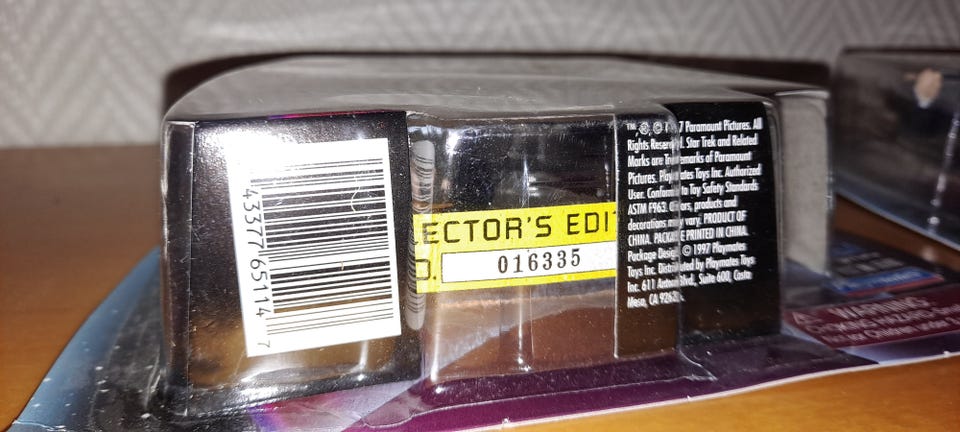 43377 65114 7
ECTOR'S EDIT
O. 016335
™, ®, © 1997 Paramount Pictures. All
Rights Reserved. Star Trek and Related
Marks are Trademarks of Paramount
Pictures. Playmates Toys Inc. Authorized
User. Conforms to Toy Safety Standards
ASTM F963. Colors, products and
decorations may vary. PRODUCT OF
CHINA. PACKAGE PRINTED IN CHINA.
Package Design © 1997 Playmates
Toys Inc. Distributed by Playmates Toys
Inc. 611 Anton Blvd., Suite 600, Costa
Mesa, CA
WARNING: